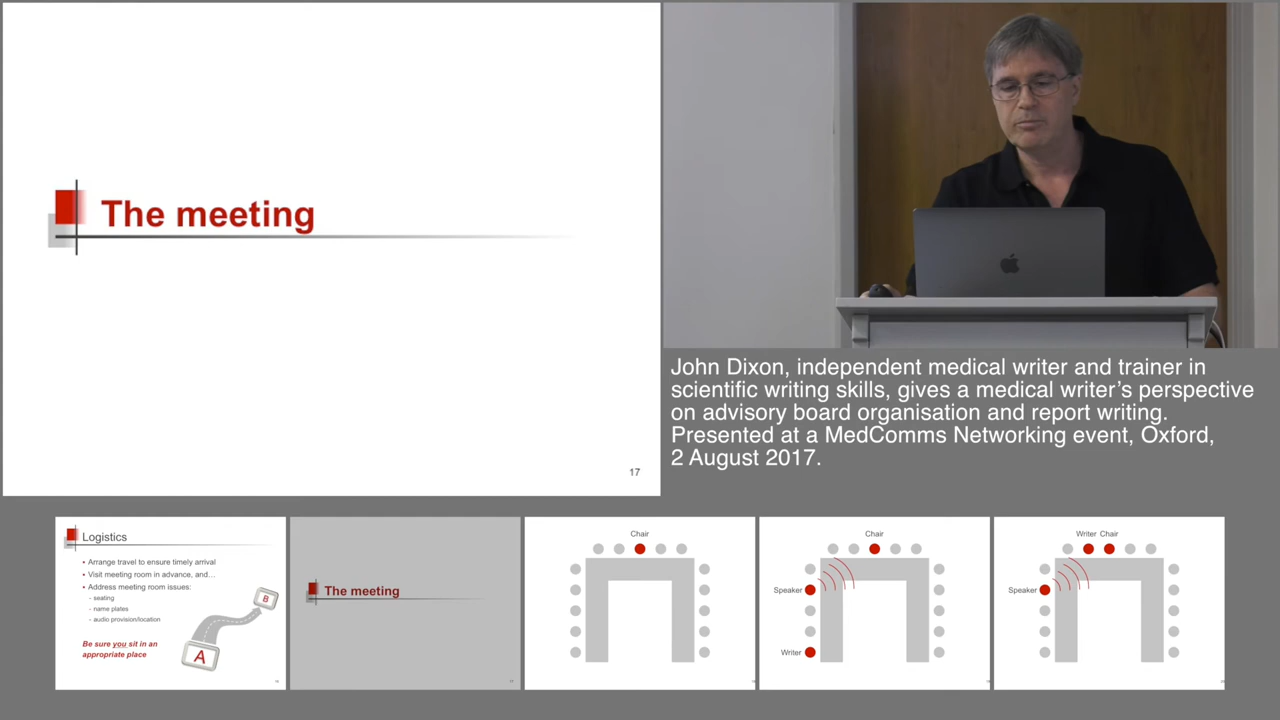 The meeting
17
John Dixon, independent medical writer and trainer in
scientific writing skills, gives a medical writer's perspective
on advisory board organisation and report writing.
Presented at a MedComms Networking event, Oxford,
2 August 2017.
Logistics
• Arrange travel to ensure timely arrival
• Visit meeting room in advance, and...
• Address meeting room issues:
- seating
- name plates
- audio provision/location
Be sure you sit in an
appropriate place
A
B
The meeting
17
Chair
Chair
Speaker
Writer
Writer Chair
Speaker